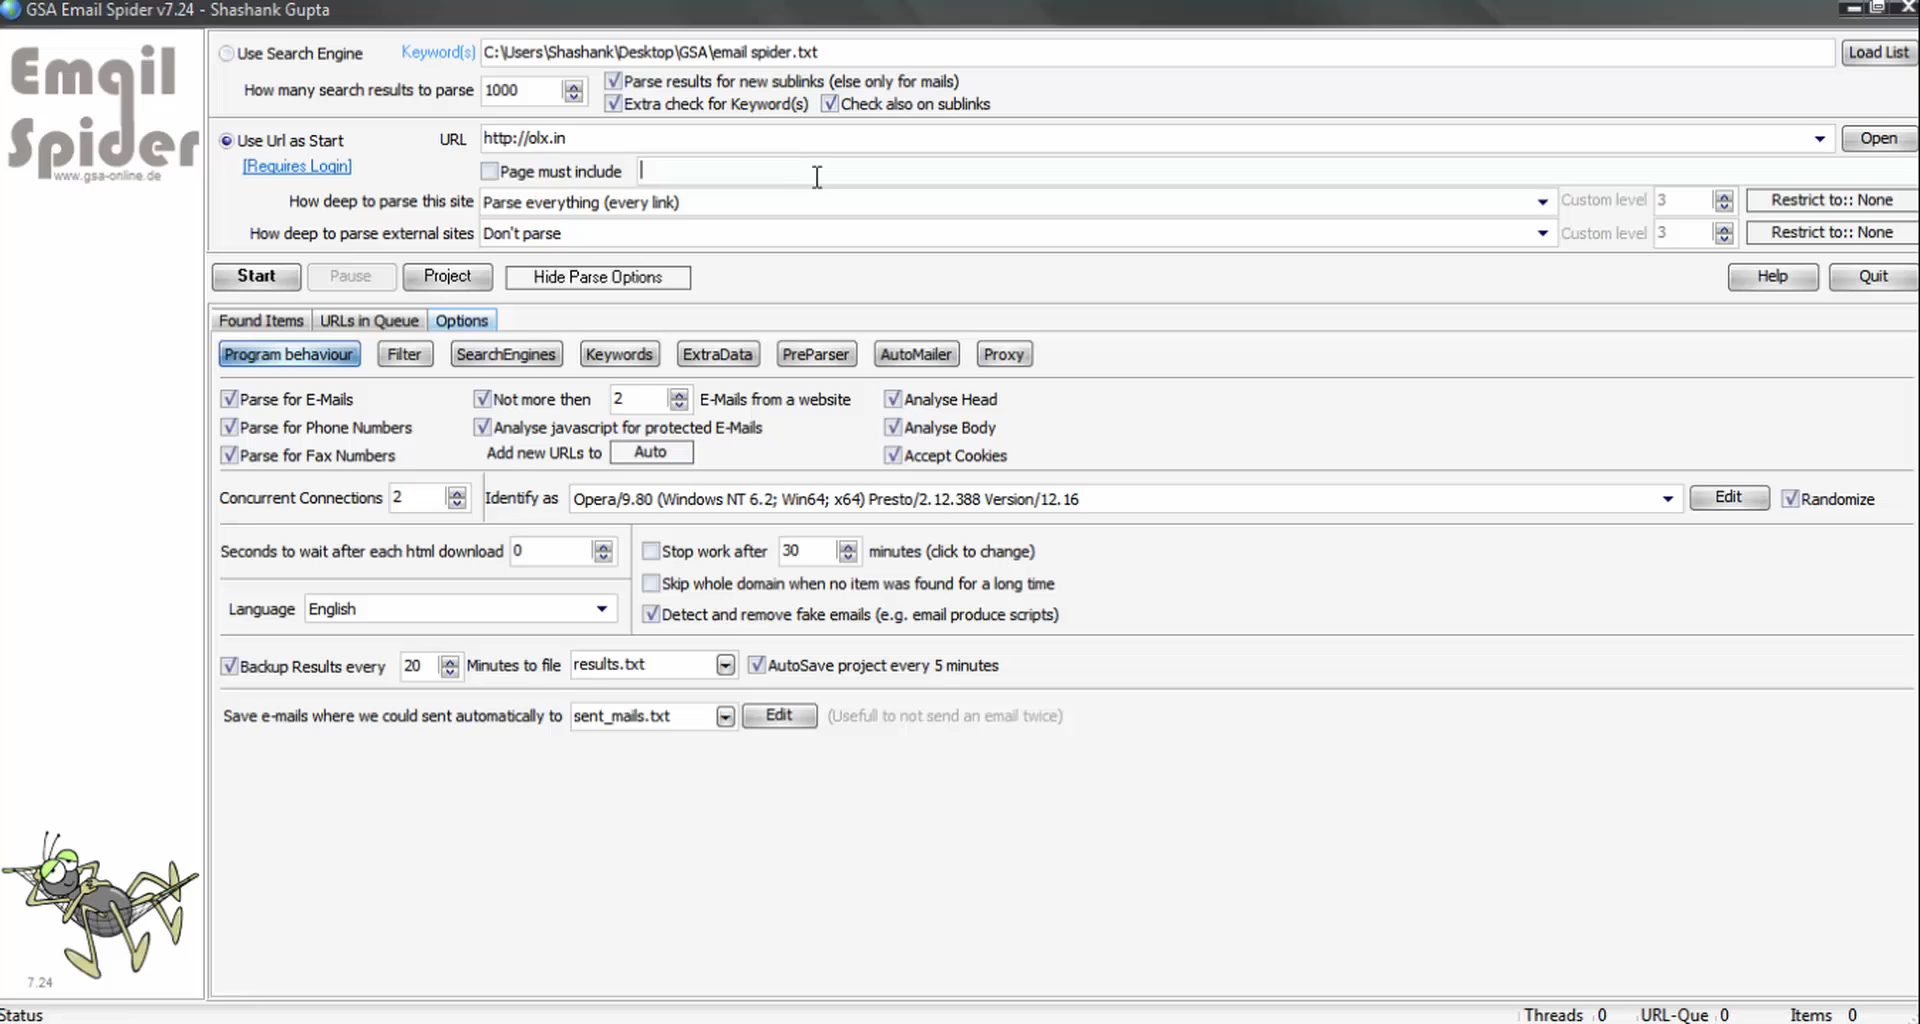 GSA Email Spider v7.24 - Shashank Gupta
Email
Spider
www.gsa-online.de
Use Search Engine Keyword(s) C:\Users\Shashank\Desktop\GSA\email spider.txt Load List
How many search results to parse 1000 Parse results for new sublinks (else only for mails)
Extra check for Keyword(s) Check also on sublinks
Use Url as Start URL http://olx.in Open
[Requires Login] Page must include
How deep to parse this site Parse everything (every link) Custom level 3 Restrict to:: None
How deep to parse external sites Don't parse Custom level 3 Restrict to:: None
Start Pause Project Hide Parse Options Help Quit
Found Items URLs in Queue Options
Program behaviour Filter SearchEngines Keywords ExtraData PreParser AutoMailer Proxy
Parse for E-Mails Not more then 2 E-Mails from a website Analyse Head
Parse for Phone Numbers Analyse javascript for protected E-Mails Analyse Body
Parse for Fax Numbers Add new URLs to Auto Accept Cookies
Concurrent Connections 2 Identify as Opera/9.80 (Windows NT 6.2; Win64; x64) Presto/2.12.388 Version/12.16 Edit Randomize
Seconds to wait after each html download 0 Stop work after 30 minutes (click to change)
Skip whole domain when no item was found for a long time
Language English Detect and remove fake emails (e.g. email produce scripts)
Backup Results every 20 Minutes to file results.txt AutoSave project every 5 minutes
Save e-mails where we could sent automatically to sent_mails.txt Edit (Usefull to not send an email twice)
7.24
Status Threads 0 URL-Que 0 Items 0